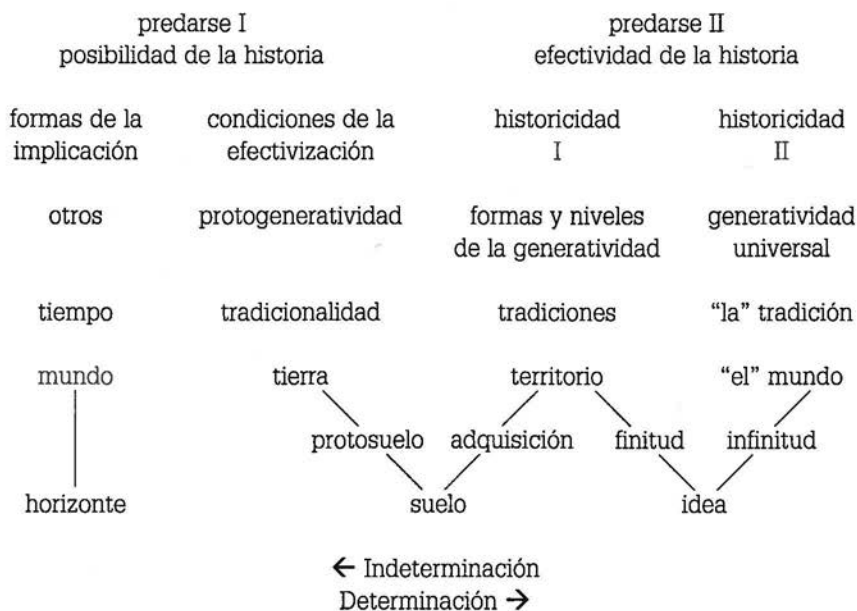 predarse I predarse II
posibilidad de la historia efectividad de la historia
formas de la condiciones de la historicidad historicidad
implicación efectivización I II
otros protogeneratividad formas y niveles generatividad
de la generatividad universal
tiempo tradicionalidad tradiciones "la" tradición
mundo tierra territorio "el" mundo
protosuelo adquisición finitud infinitud
horizonte suelo idea
← Indeterminación
Determinación →